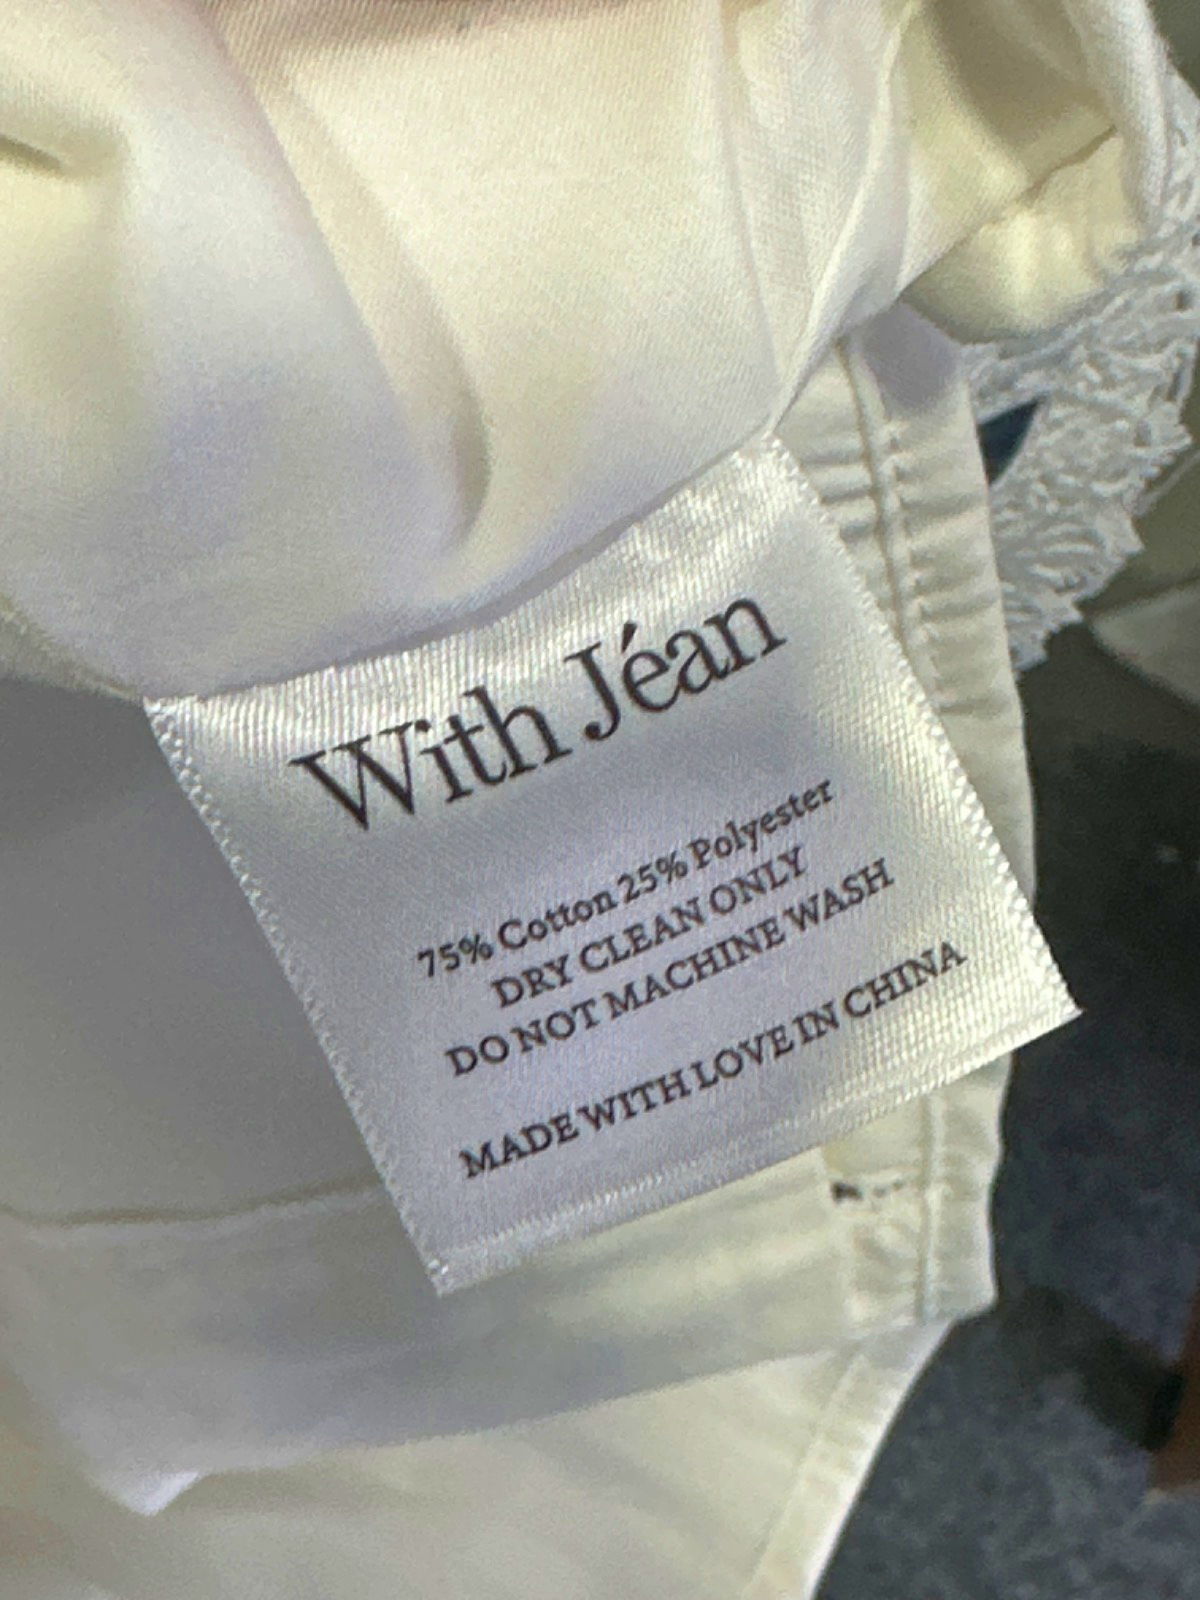 With Jéan
75% Cotton 25% Polyester
DRY CLEAN ONLY
DO NOT MACHINE WASH
MADE WITH LOVE IN CHINA